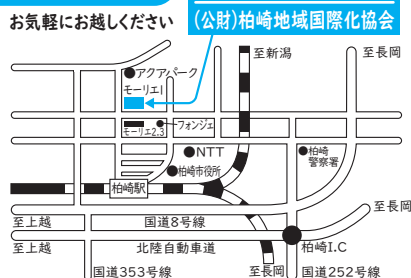 お気軽にお越しください
(公財)柏崎地域国際化協会
至新潟
至長岡
アクアパーク
モーリエ1
モーリエ2.3
フォンジェ
NTT
柏崎市役所
柏崎
警察署
柏崎駅
至長岡
至上越
国道8号線
至上越
北陸自動車道
柏崎I.C
国道353号線
至長岡
国道252号線